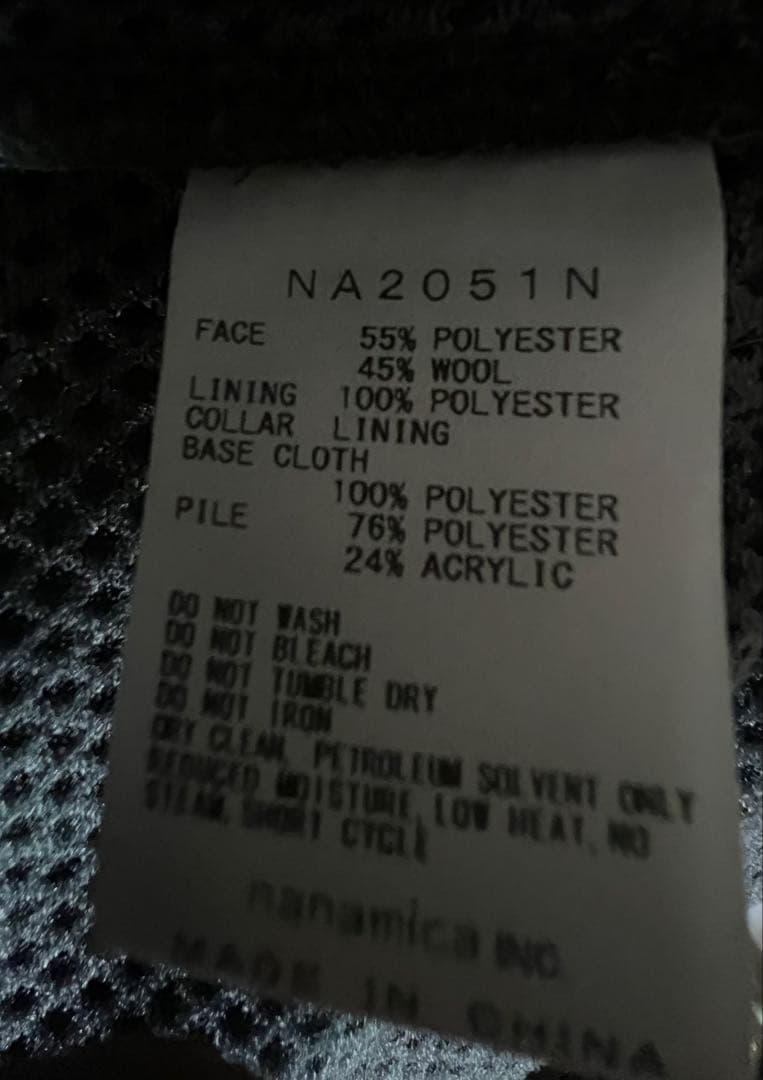 NA2051N
FACE 55% POLYESTER
45% WOOL
LINING 100% POLYESTER
COLLAR LINING
BASE CLOTH
100% POLYESTER
PILE 76% POLYESTER
24% ACRYLIC
DO NOT WASH
DO NOT BLEACH
DO NOT TUMBLE DRY
DO NOT IRON
DRY CLEAN, PETROLEUM SOLVENT ONLY
REDUCED MOISTURE, LOW HEAT, NO
STEAM, SHORT CYCLE
nanamica INC.
MADE IN CHINA